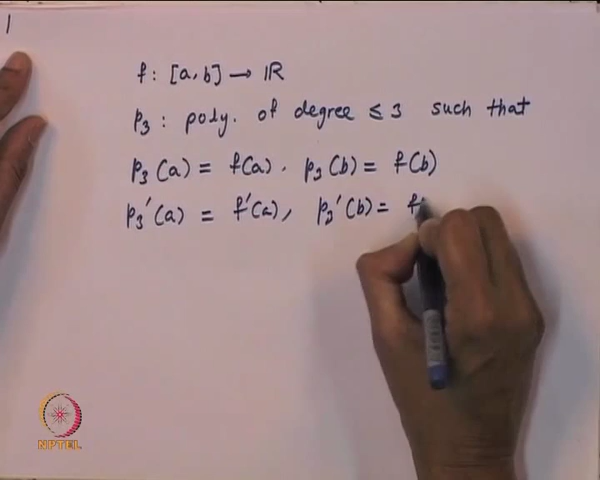 1
f : [a, b] → ℝ
p₃ : poly. of degree ≤ 3 such that
p₃(a) = f(a). p₃(b) = f(b)
p₃'(a) = f'(a), p₃'(b) = f
NPTEL